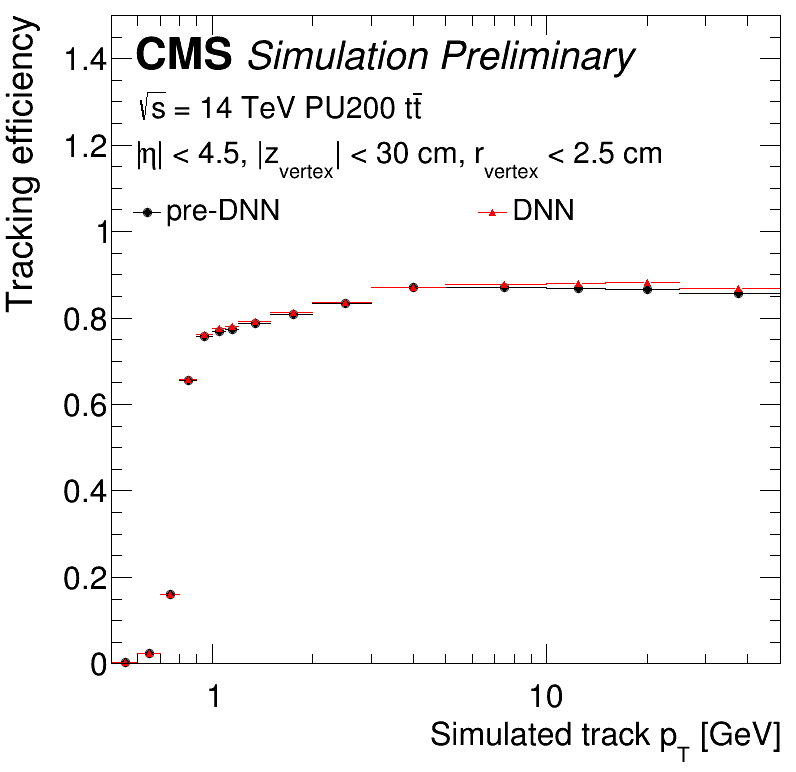 CMS Simulation Preliminary
√s = 14 TeV PU200 tt̄
|η| < 4.5, |z_vertex| < 30 cm, r_vertex < 2.5 cm
pre-DNN DNN
Tracking efficiency
1.4
1.2
1
0.8
0.6
0.4
0.2
0
1 10
Simulated track p_T [GeV]